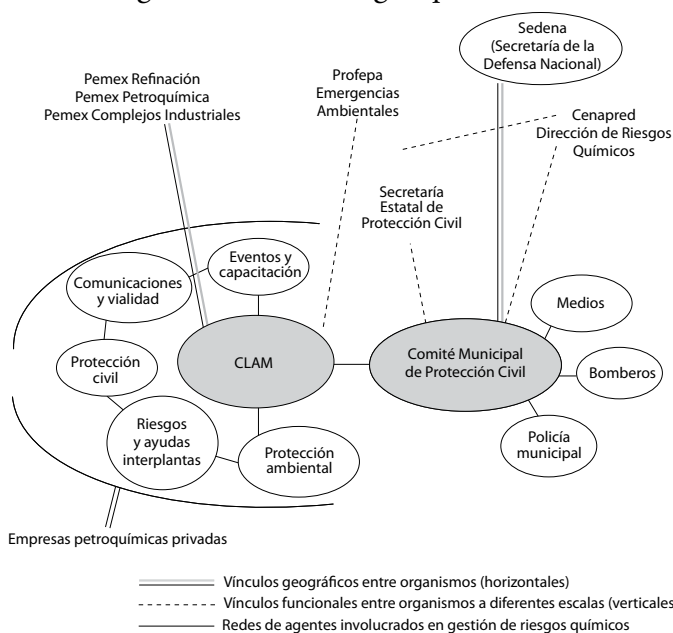 Sedena
(Secretaría de la
Defensa Nacional)
Pemex Refinación
Pemex Petroquímica
Pemex Complejos Industriales
Profepa
Emergencias
Ambientales
Cenapred
Dirección de Riesgos
Químicos
Secretaría
Estatal de
Protección Civil
Eventos y
capacitación
Comunicaciones
y vialidad
Medios
Protección
civil
CLAM
Comité Municipal
de Protección Civil
Bomberos
Riesgos
y ayudas
interplantas
Protección
ambiental
Policía
municipal
Empresas petroquímicas privadas
Vínculos geográficos entre organismos (horizontales)
Vínculos funcionales entre organismos a diferentes escalas (verticales
Redes de agentes involucrados en gestión de riesgos químicos